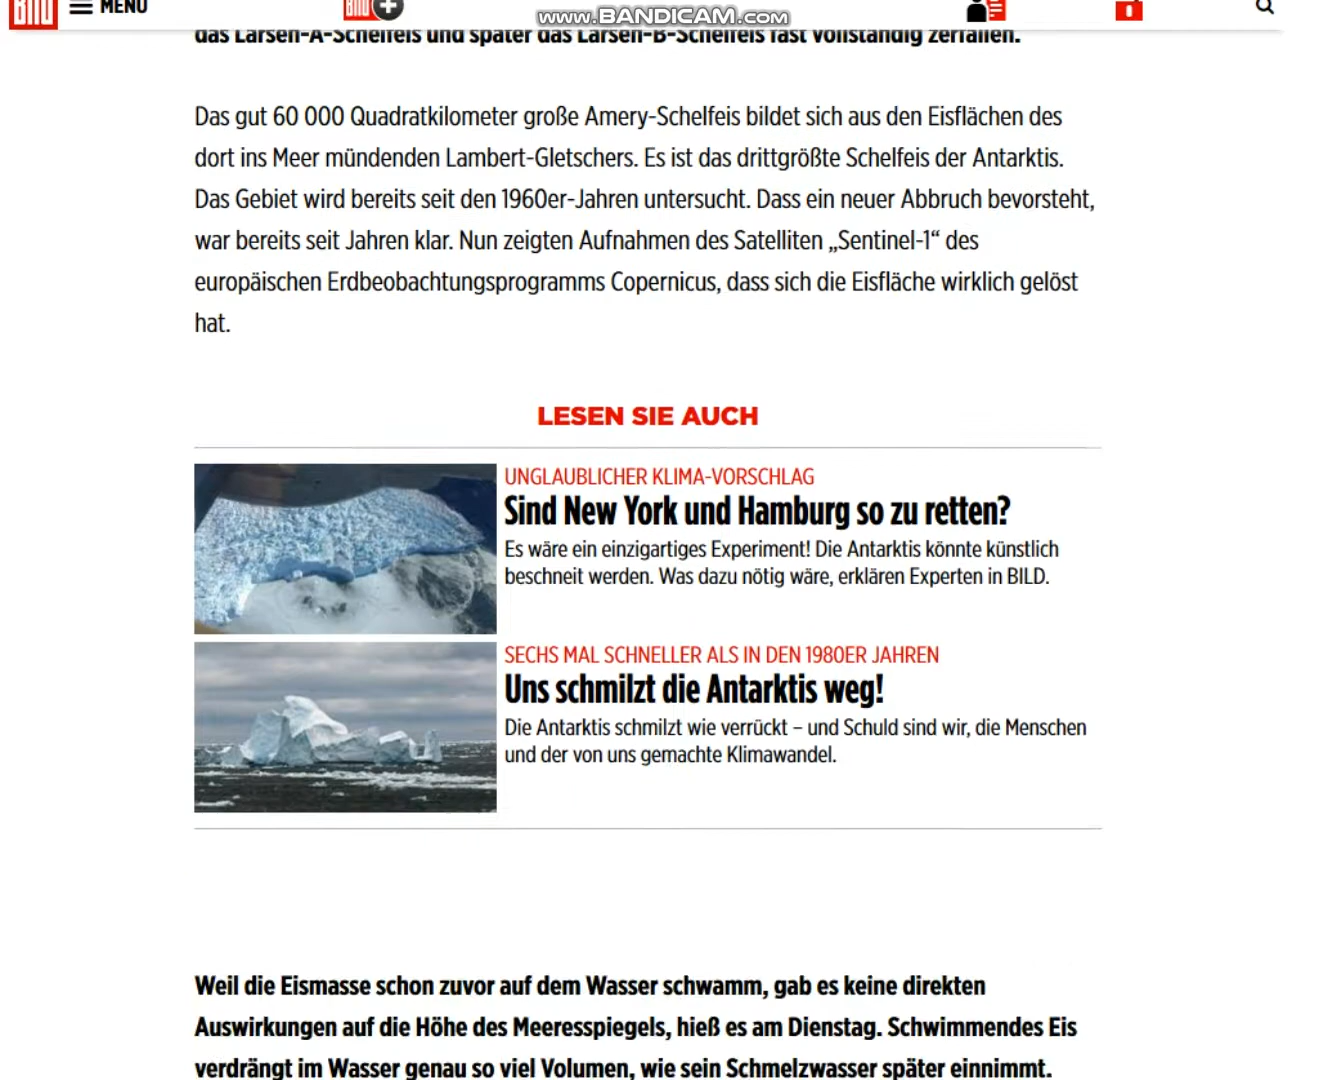 BILD MENÜ BILD
www.BANDICAM.com
das Larsen-A-Schelfeis und später das Larsen-B-Schelfeis fast vollständig zerfallen.
Das gut 60 000 Quadratkilometer große Amery-Schelfeis bildet sich aus den Eisflächen des
dort ins Meer mündenden Lambert-Gletschers. Es ist das drittgrößte Schelfeis der Antarktis.
Das Gebiet wird bereits seit den 1960er-Jahren untersucht. Dass ein neuer Abbruch bevorsteht,
war bereits seit Jahren klar. Nun zeigten Aufnahmen des Satelliten „Sentinel-1“ des
europäischen Erdbeobachtungsprogramms Copernicus, dass sich die Eisfläche wirklich gelöst
hat.
LESEN SIE AUCH
UNGLAUBLICHER KLIMA-VORSCHLAG
Sind New York und Hamburg so zu retten?
Es wäre ein einzigartiges Experiment! Die Antarktis könnte künstlich
beschneit werden. Was dazu nötig wäre, erklären Experten in BILD.
SECHS MAL SCHNELLER ALS IN DEN 1980ER JAHREN
Uns schmilzt die Antarktis weg!
Die Antarktis schmilzt wie verrückt – und Schuld sind wir, die Menschen
und der von uns gemachte Klimawandel.
Weil die Eismasse schon zuvor auf dem Wasser schwamm, gab es keine direkten
Auswirkungen auf die Höhe des Meeresspiegels, hieß es am Dienstag. Schwimmendes Eis
verdrängt im Wasser genau so viel Volumen, wie sein Schmelzwasser später einnimmt.